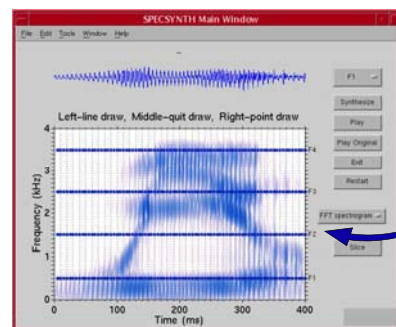 SPECSYNTH Main Window
File Edit Tools Window Help
F1
Synthesize
Play
Play Original
Exit
Restart
FFT spectrogram
Slice
Left-line draw, Middle-quit draw, Right-point draw
Frequency (kHz)
4
3
2
1
0
F4
F3
F2
F1
0 100 200 300 400
Time (ms)